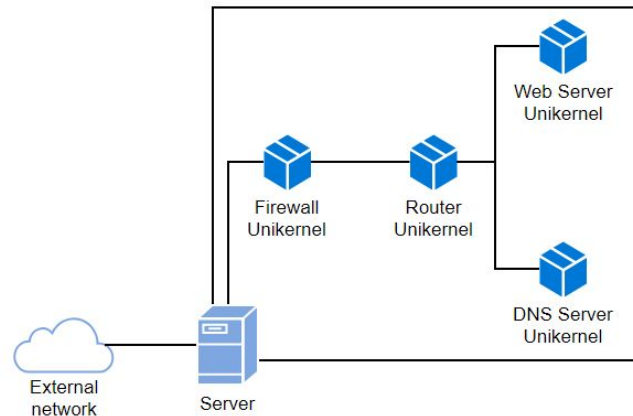 Web Server
Unikernel
Firewall
Unikernel
Router
Unikernel
DNS Server
Unikernel
External
network
Server